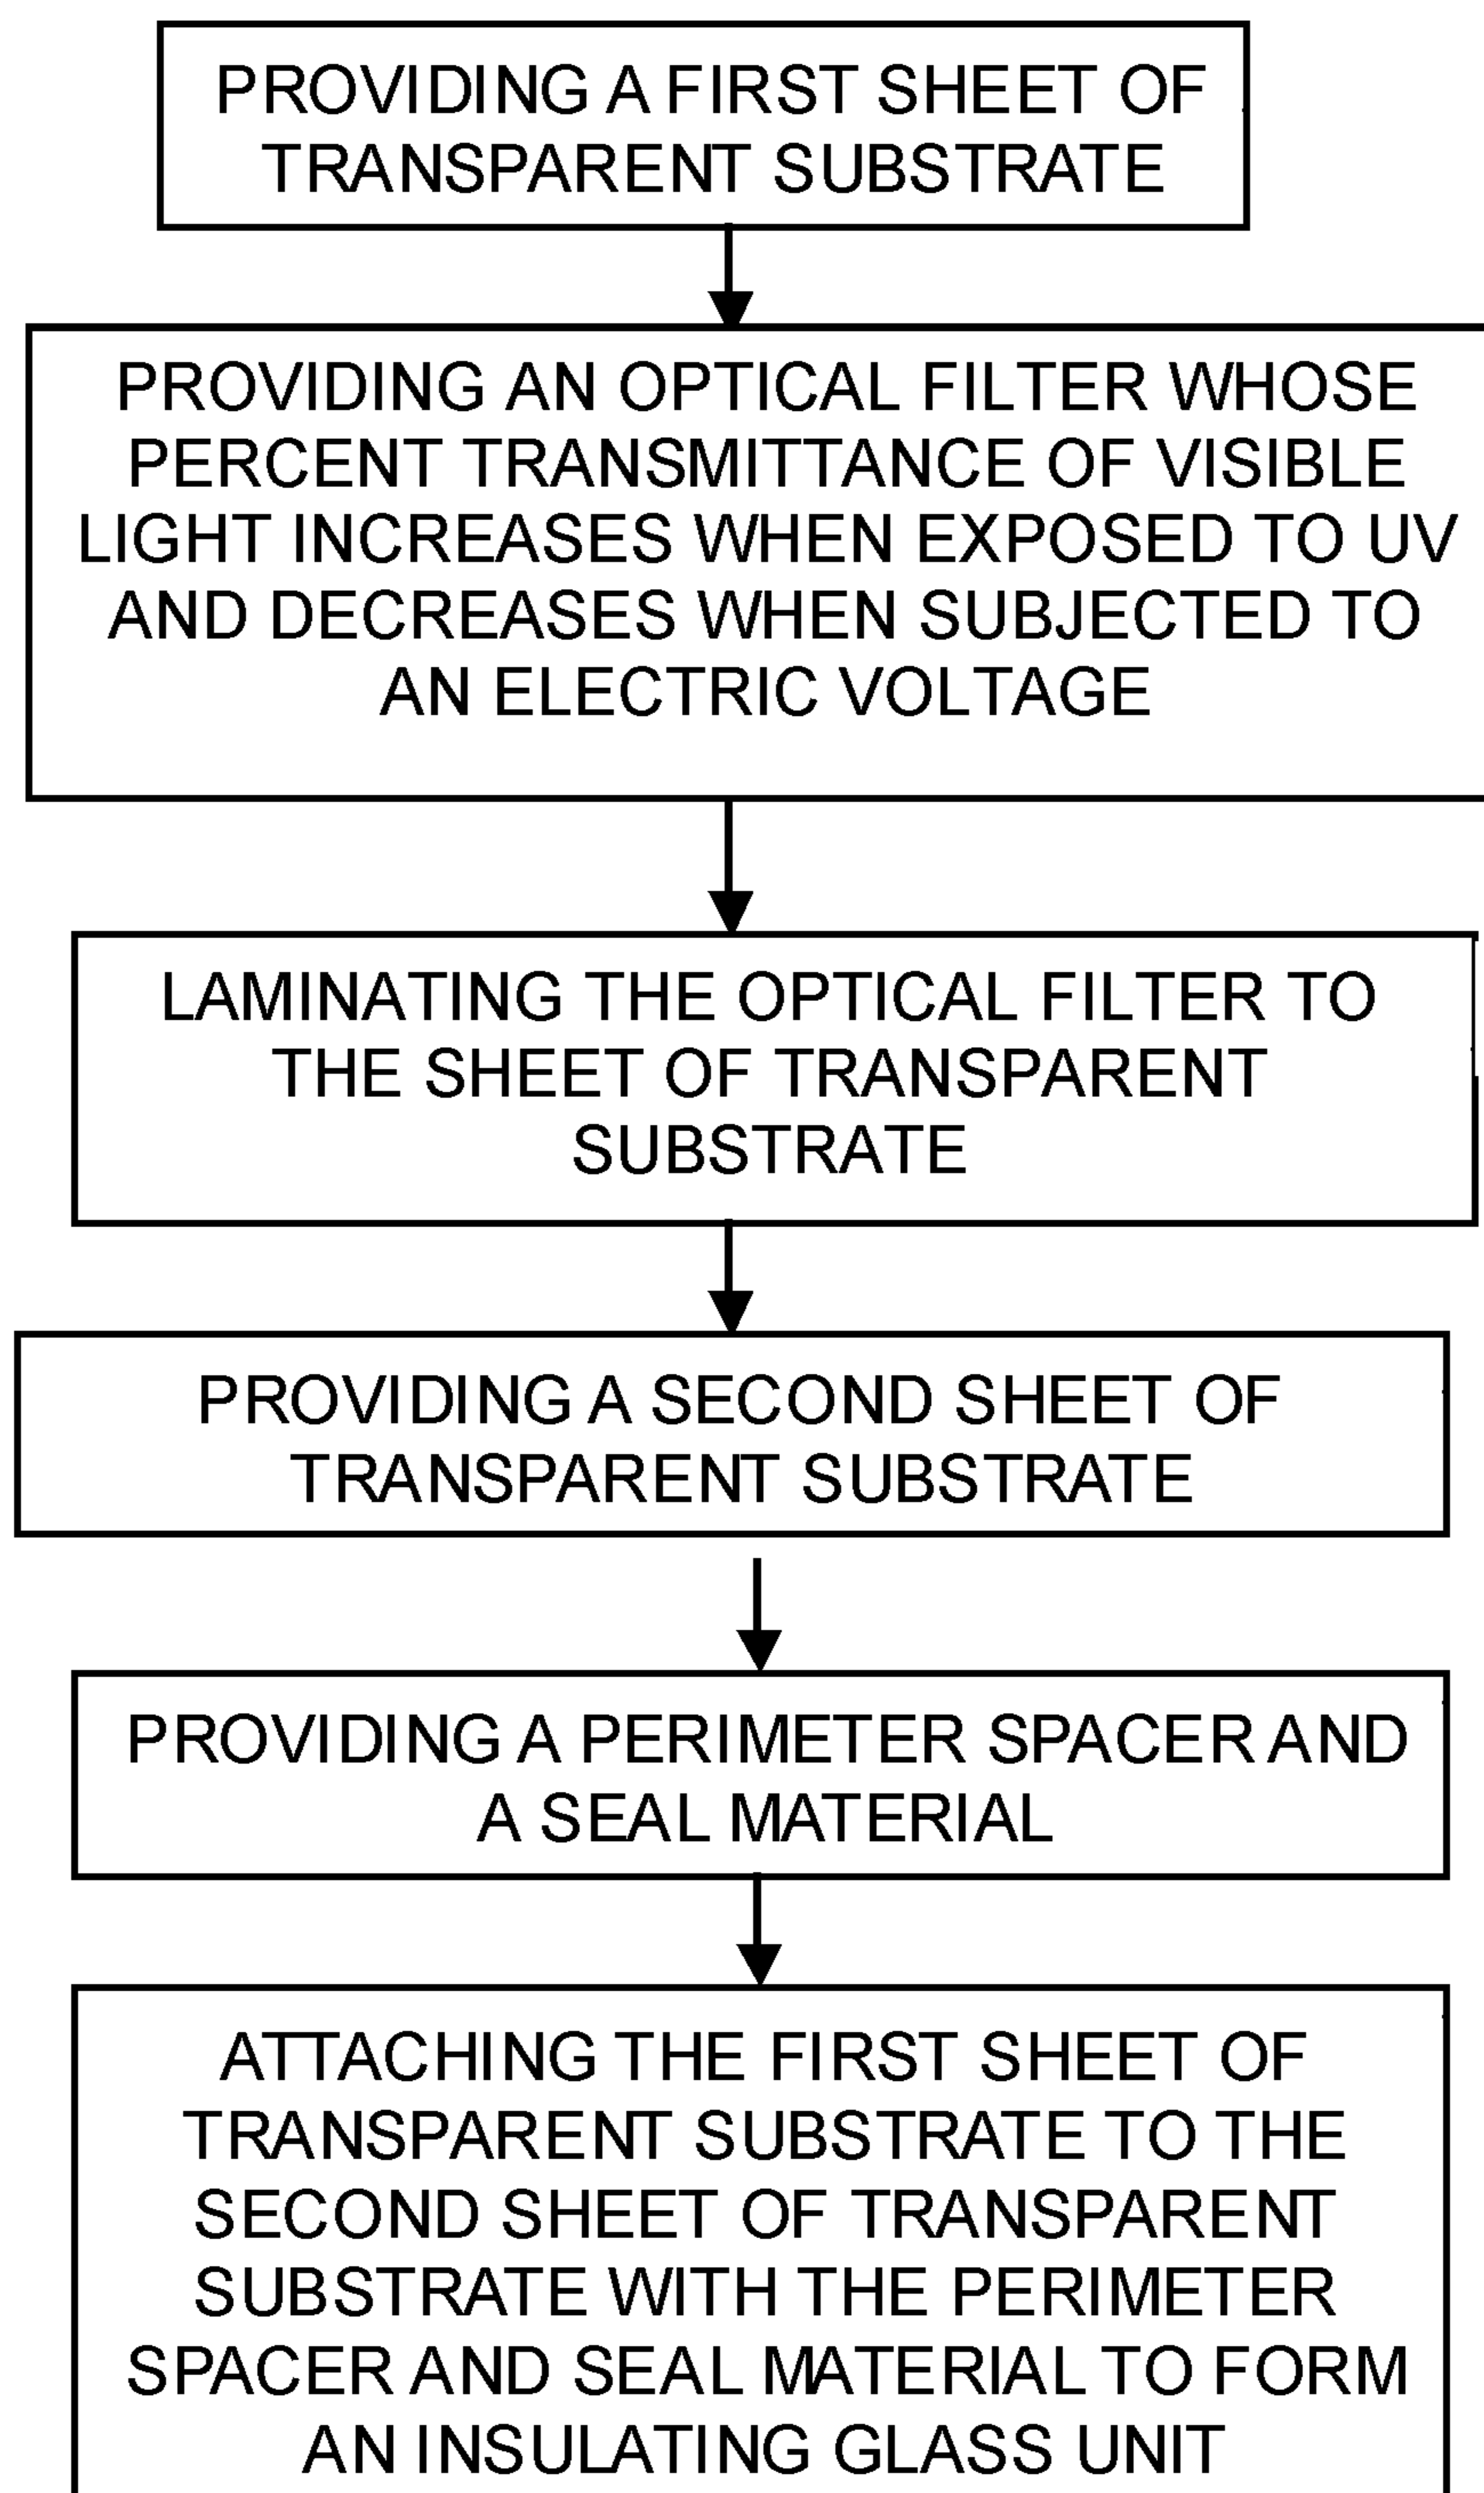 PROVIDING A FIRST SHEET OF
TRANSPARENT SUBSTRATE
PROVIDING AN OPTICAL FILTER WHOSE
PERCENT TRANSMITTANCE OF VISIBLE
LIGHT INCREASES WHEN EXPOSED TO UV
AND DECREASES WHEN SUBJECTED TO
AN ELECTRIC VOLTAGE
LAMINATING THE OPTICAL FILTER TO
THE SHEET OF TRANSPARENT
SUBSTRATE
PROVIDING A SECOND SHEET OF
TRANSPARENT SUBSTRATE
PROVIDING A PERIMETER SPACER AND
A SEAL MATERIAL
ATTACHING THE FIRST SHEET OF
TRANSPARENT SUBSTRATE TO THE
SECOND SHEET OF TRANSPARENT
SUBSTRATE WITH THE PERIMETER
SPACER AND SEAL MATERIAL TO FORM
AN INSULATING GLASS UNIT